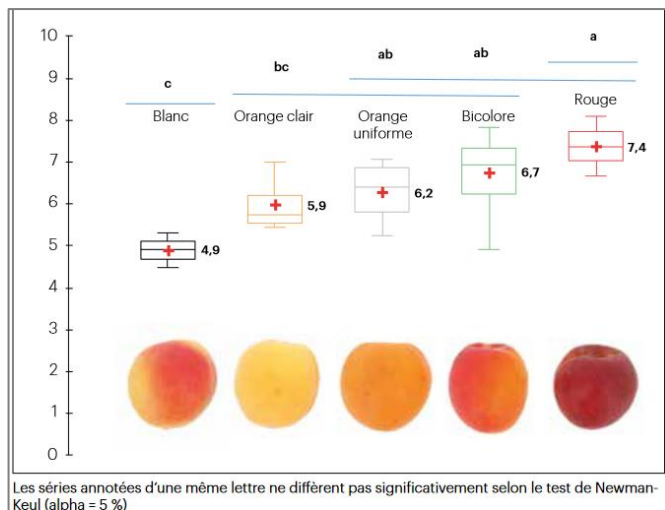 10
9
8
7
6
5
4
3
2
1
0
c
bc
ab
ab
a
Blanc
Orange clair
Orange
uniforme
Bicolore
Rouge
4,9
5,9
6,2
6,7
7,4
Les séries annotées d'une même lettre ne diffèrent pas significativement selon le test de Newman-
Keul (alpha = 5 %)